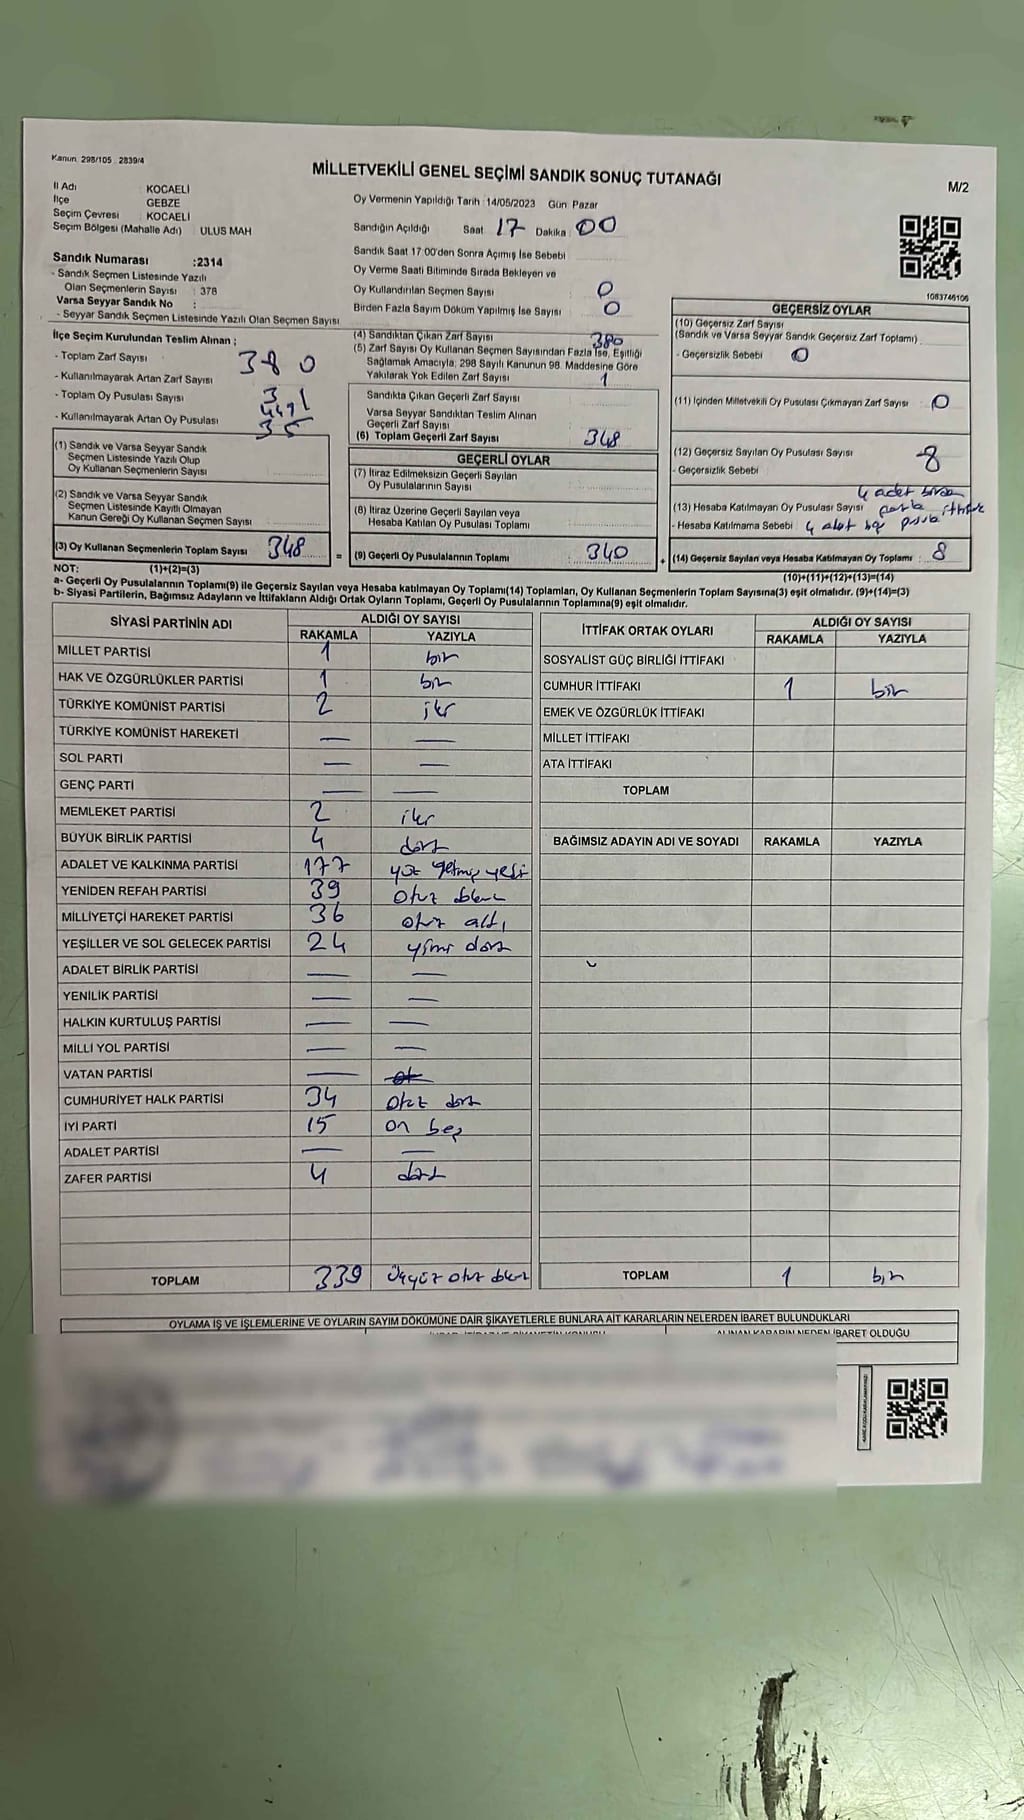 Kanun 298/105 2839/4
MİLLETVEKİLİ GENEL SEÇİMİ SANDIK SONUÇ TUTANAĞI
M/2
İl Adı : KOCAELİ
İlçe : GEBZE
Seçim Çevresi : KOCAELİ
Seçim Bölgesi (Mahalle Adı) : ULUS MAH
Sandık Numarası :2314
- Sandık Seçmen Listesinde Yazılı
Olan Seçmenlerin Sayısı : 378
Varsa Seyyar Sandık No :
- Seyyar Sandık Seçmen Listesinde Yazılı Olan Seçmen Sayısı
Oy Vermenin Yapıldığı Tarih : 14/05/2023 Gün: Pazar
Sandığın Açıldığı Saat 17 Dakika : 00
Sandık Saat 17:00'den Sonra Açımış İse Sebebi
Oy Verme Saati Bitiminde Sırada Bekleyen ve
Oy Kullandırılan Seçmen Sayısı 0
Birden Fazla Sayım Döküm Yapılmış İse Sayısı 0
1083746106
İlçe Seçim Kurulundan Teslim Alınan ;
- Toplam Zarf Sayısı 380
- Kullanılmayarak Artan Zarf Sayısı 31
- Toplam Oy Pusulası Sayısı
- Kullanılmayarak Artan Oy Pusulası 35
(1) Sandık ve Varsa Seyyar Sandık
Seçmen Listesinde Yazılı Olup
Oy Kullanan Seçmenlerin Sayısı
(2) Sandık ve Varsa Seyyar Sandık
Seçmen Listesinde Kayıtlı Olmayan
Kanun Gereği Oy Kullanan Seçmen Sayısı
(3) Oy Kullanan Seçmenlerin Toplam Sayısı 348
(4) Sandıktan Çıkan Zarf Sayısı 380
(5) Zarf Sayısı Oy Kullanan Seçmen Sayısından Fazla İse, Eşitliği
Sağlamak Amacıyla, 298 Sayılı Kanunun 98. Maddesine Göre
Yakılarak Yok Edilen Zarf Sayısı 1
Sandıkta Çıkan Geçerli Zarf Sayısı
Varsa Seyyar Sandıktan Teslim Alınan
Geçerli Zarf Sayısı
(6) Toplam Geçerli Zarf Sayısı 348
GEÇERLİ OYLAR
(7) İtiraz Edilmeksizin Geçerli Sayılan
Oy Pusulalarının Sayısı
(8) İtiraz Üzerine Geçerli Sayılan veya
Hesaba Katılan Oy Pusulası Toplamı
= (9) Geçerli Oy Pusulalarının Toplamı : 340
GEÇERSİZ OYLAR
(10) Geçersiz Zarf Sayısı
(Sandık ve Varsa Seyyar Sandık Geçersiz Zarf Toplamı)
- Geçersizlik Sebebi 0
(11) İçinden Milletvekili Oy Pusulası Çıkmayan Zarf Sayısı 0
(12) Geçersiz Sayılan Oy Pusulası Sayısı 8
- Geçersizlik Sebebi
4 adet
(13) Hesaba Katılmayan Oy Pusulası Sayısı ittifak
- Hesaba Katılmama Sebebi 4 adet boş pusula
+ (14) Geçersiz Sayılan veya Hesaba Katılmayan Oy Toplamı : 8
NOT: (1)+(2)=(3)
(10)+(11)+(12)+(13)=(14)
a- Geçerli Oy Pusulalarının Toplamı(9) ile Geçersiz Sayılan veya Hesaba katılmayan Oy Toplamı(14) Toplamları, Oy Kullanan Seçmenlerin Toplam Sayısına(3) eşit olmalıdır. (9)+(14)=(3)
b- Siyasi Partilerin, Bağımsız Adayların ve İttifakların Aldığı Ortak Oyların Toplamı, Geçerli Oy Pusulalarının Toplamına(9) eşit olmalıdır.
SİYASİ PARTİNİN ADI ALDIĞI OY SAYISI
RAKAMLA YAZIYLA
MİLLET PARTİSİ 1 bir
HAK VE ÖZGÜRLÜKLER PARTİSİ 1 bir
TÜRKİYE KOMÜNİST PARTİSİ 2 iki
TÜRKİYE KOMÜNİST HAREKETİ — —
SOL PARTİ — —
GENÇ PARTİ — —
MEMLEKET PARTİSİ 2 iki
BÜYÜK BİRLİK PARTİSİ 4 dört
ADALET VE KALKINMA PARTİSİ 177 yüz yetmiş yedi
YENİDEN REFAH PARTİSİ 39 otuz dokuz
MİLLİYETÇİ HAREKET PARTİSİ 36 otuz altı
YEŞİLLER VE SOL GELECEK PARTİSİ 24 yirmi dört
ADALET BİRLİK PARTİSİ — —
YENİLİK PARTİSİ — —
HALKIN KURTULUŞ PARTİSİ — —
MİLLİ YOL PARTİSİ — —
VATAN PARTİSİ —
CUMHURİYET HALK PARTİSİ 34 otuz dört
İYİ PARTİ 15 on beş
ADALET PARTİSİ — —
ZAFER PARTİSİ 4 dört
TOPLAM 339 üçyüz otuz dokuz
İTTİFAK ORTAK OYLARI ALDIĞI OY SAYISI
RAKAMLA YAZIYLA
SOSYALİST GÜÇ BİRLİĞİ İTTİFAKI
CUMHUR İTTİFAKI 1 bir
EMEK VE ÖZGÜRLÜK İTTİFAKI
MİLLET İTTİFAKI
ATA İTTİFAKI
TOPLAM
BAĞIMSIZ ADAYIN ADI VE SOYADI RAKAMLA YAZIYLA
TOPLAM 1 bir
OYLAMA İŞ VE İŞLEMLERİNE VE OYLARIN SAYIM DÖKÜMÜNE DAİR ŞİKAYETLERLE BUNLARA AİT KARARLARIN NELERDEN İBARET BULUNDUKLARI
ALINAN KARARIN NEDEN İBARET OLDUĞU